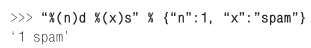 >>> “%(n)d %(x)s” % {“n”:1, “x”:”spam”}
‘1 spam’